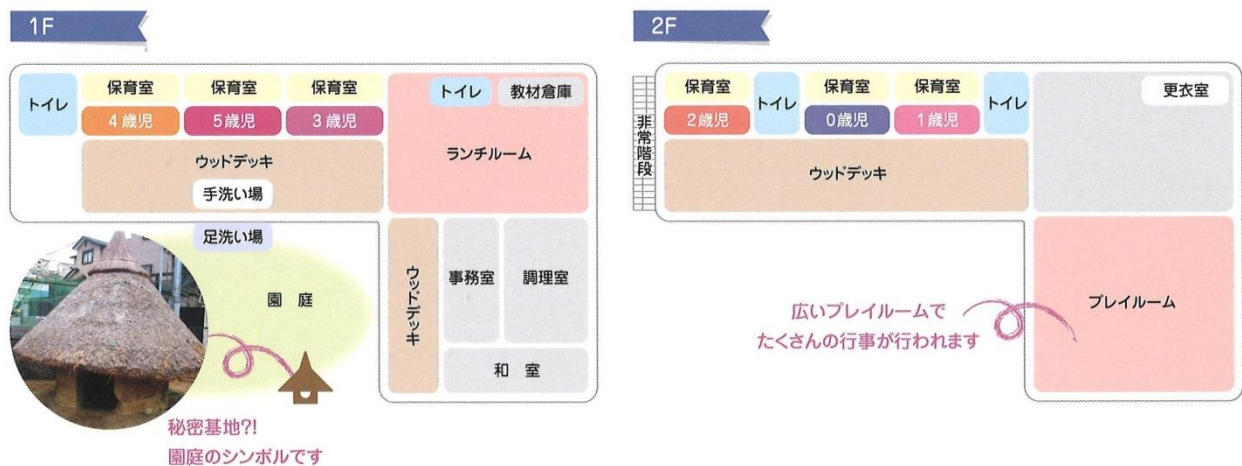 1F
トイレ
保育室
4歳児
保育室
5歳児
保育室
3歳児
トイレ
教材倉庫
ランチルーム
ウッドデッキ
手洗い場
足洗い場
園 庭
ウッドデッキ
事務室
調理室
和 室
秘密基地?!
園庭のシンボルです
2F
非常階段
保育室
2歳児
トイレ
保育室
0歳児
保育室
1歳児
トイレ
更衣室
ウッドデッキ
プレイルーム
広いプレイルームで
たくさんの行事が行われます